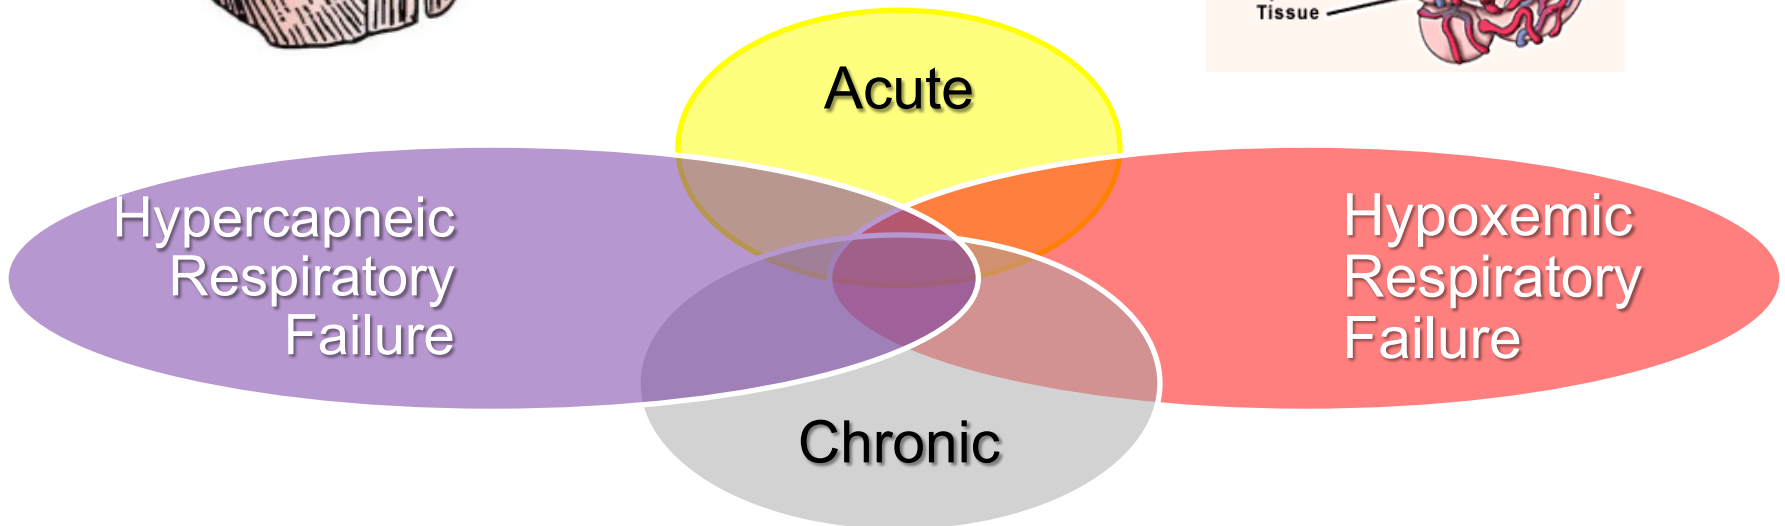 Tissue
Acute
Hypercapneic
Respiratory
Failure
Hypoxemic
Respiratory
Failure
Chronic